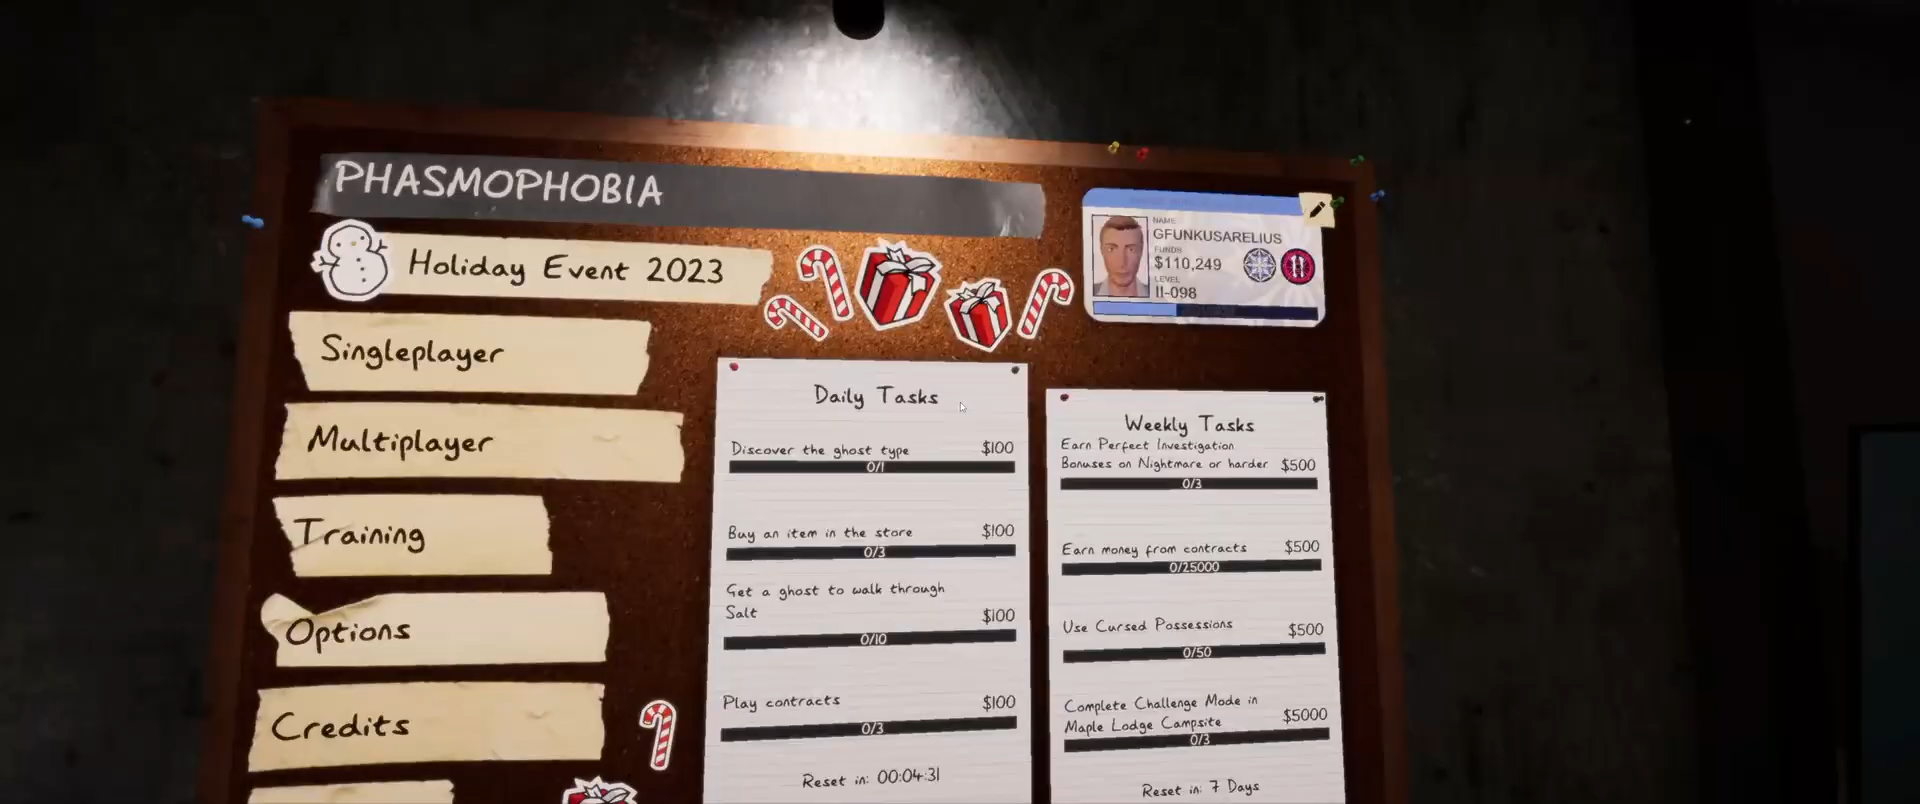 PHASMOPHOBIA
Holiday Event 2023
Singleplayer
Multiplayer
Training
Options
Credits
NAME
GFUNKUSARELIUS
FUNDS
$110,249
LEVEL
II-098
Daily Tasks
Discover the ghost type $100
0/1
Buy an item in the store $100
0/3
Get a ghost to walk through
Salt $100
0/10
Play contracts $100
0/3
Reset in: 00:04:31
Weekly Tasks
Earn Perfect Investigation
Bonuses on Nightmare or harder $500
0/3
Earn money from contracts $500
0/25000
Use Cursed Possessions $500
0/50
Complete Challenge Mode in
Maple Lodge Campsite $5000
0/3
Reset in: 7 Days